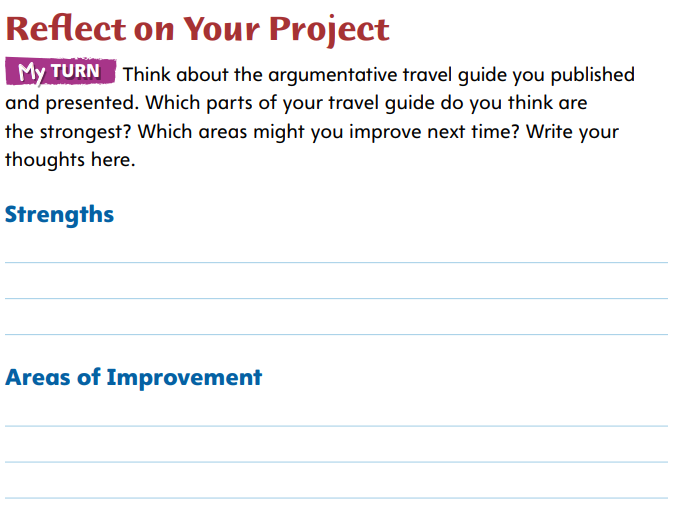 Reflect on Your Project
My TURN Think about the argumentative travel guide you published
and presented. Which parts of your travel guide do you think are
the strongest? Which areas might you improve next time? Write your
thoughts here.
Strengths
Areas of Improvement